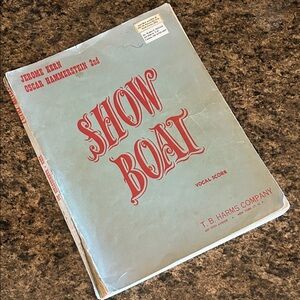 JEROME KERN
OSCAR HAMMERSTEIN 2nd
SHOW
BOAT
VOCAL SCORE
T. B. HARMS COMPANY